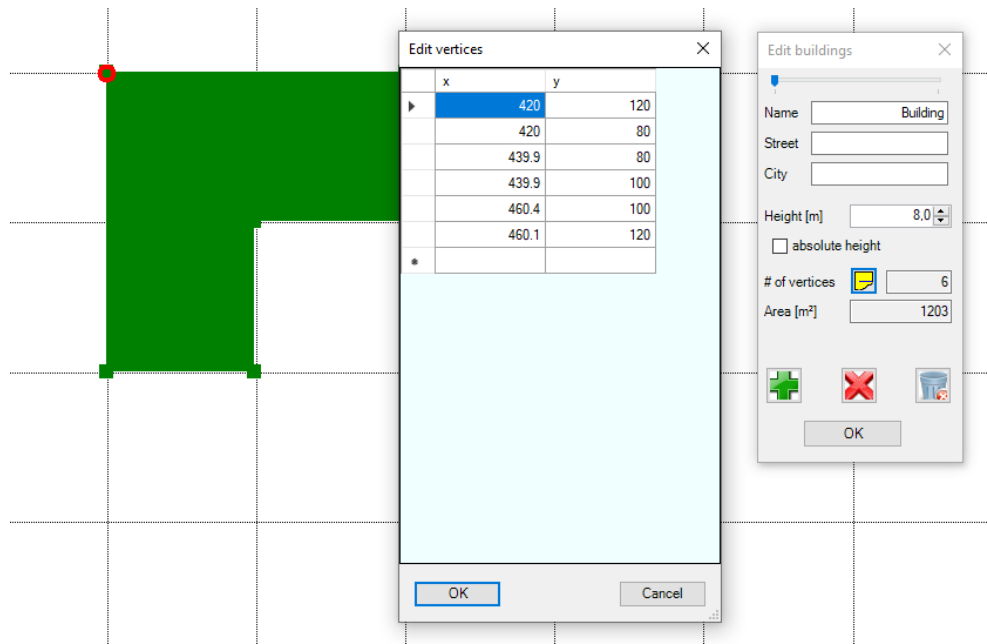 Edit vertices
x y
420 120
420 80
439.9 80
439.9 100
460.4 100
460.1 120
OK Cancel
Edit buildings
Name Building
Street
City
Height [m] 8,0
absolute height
# of vertices 6
Area [m²] 1203
OK